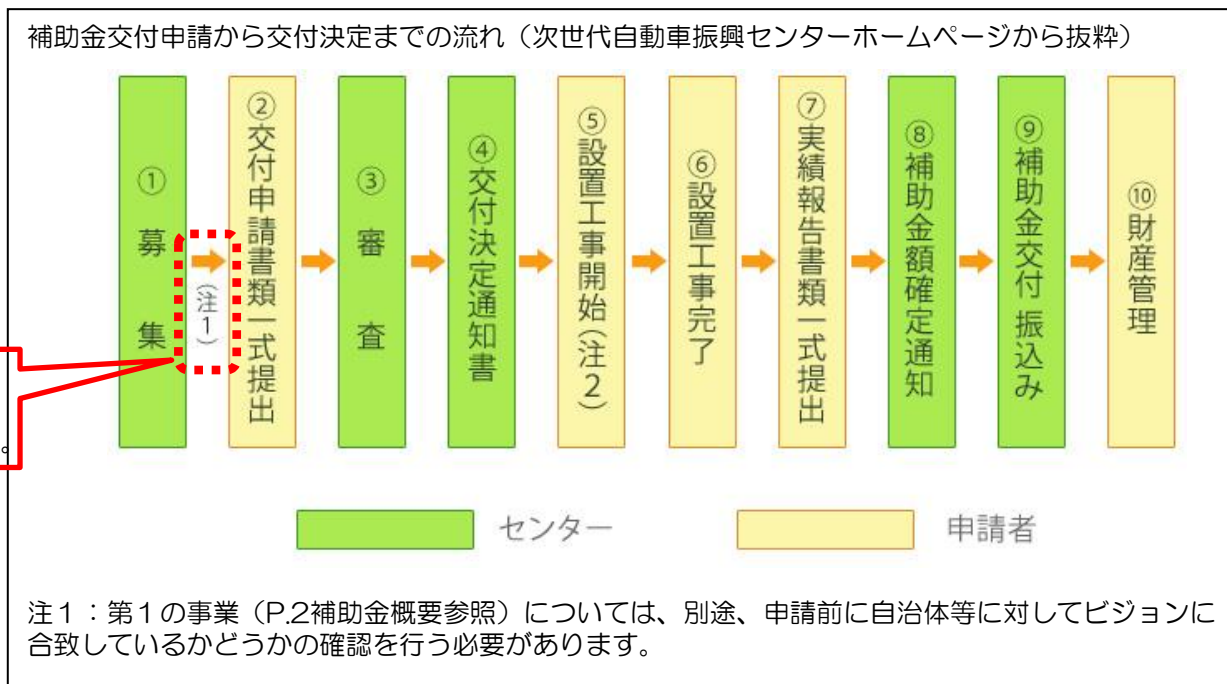 補助金交付申請から交付決定までの流れ（次世代自動車振興センターホームページから抜粋）
①募集
（注１）
②交付申請書類一式提出
③審査
④交付決定通知書
⑤設置工事開始（注２）
⑥設置工事完了
⑦実績報告書類一式提出
⑧補助金額確定通知
⑨補助金交付 振込み
⑩財産管理
。
センター
申請者
注１：第１の事業（P.2補助金概要参照）については、別途、申請前に自治体等に対してビジョンに
合致しているかどうかの確認を行う必要があります。